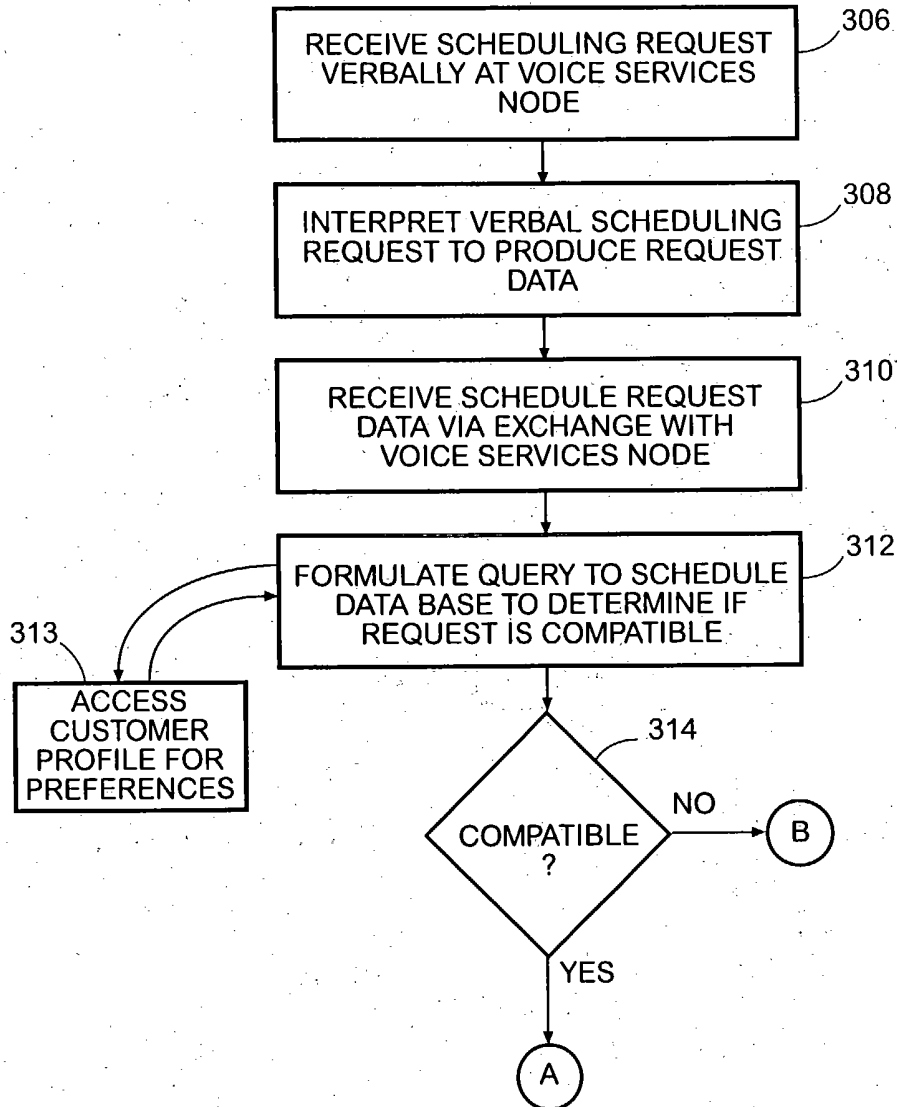 RECEIVE SCHEDULING REQUEST
VERBALLY AT VOICE SERVICES
NODE
306
INTERPRET VERBAL SCHEDULING
REQUEST TO PRODUCE REQUEST
DATA
308
RECEIVE SCHEDULE REQUEST
DATA VIA EXCHANGE WITH
VOICE SERVICES NODE
310
FORMULATE QUERY TO SCHEDULE
DATA BASE TO DETERMINE IF
REQUEST IS COMPATIBLE
312
313
ACCESS
CUSTOMER
PROFILE FOR
PREFERENCES
314
COMPATIBLE
?
NO
B
YES
A